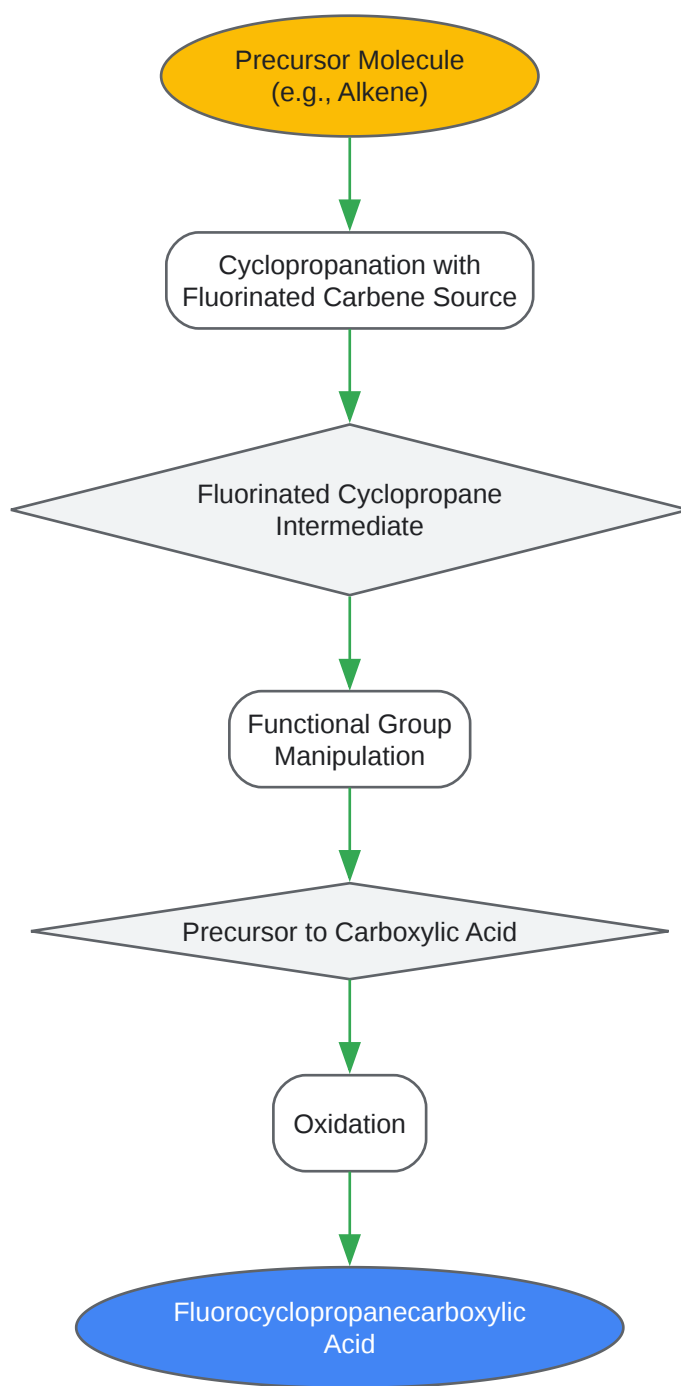 Precursor Molecule
(e.g., Alkene)
Cyclopropanation with
Fluorinated Carbene Source
Fluorinated Cyclopropane
Intermediate
Functional Group
Manipulation
Precursor to Carboxylic Acid
Oxidation
Fluorocyclopropanecarboxylic
Acid